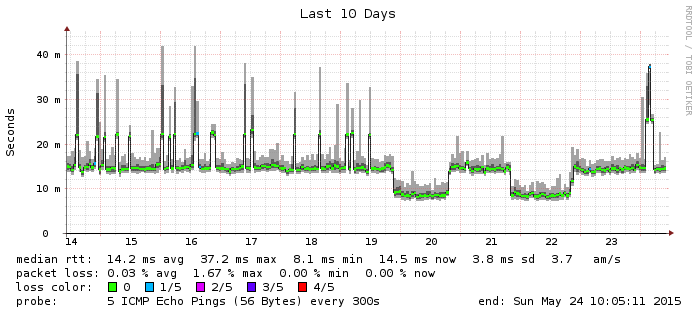 Last 10 Days
RRDTOOL / TOBI OETIKER
Seconds
40 m
30 m
20 m
10 m
0
14 15 16 17 18 19 20 21 22 23
median rtt: 14.2 ms avg 37.2 ms max 8.1 ms min 14.5 ms now 3.8 ms sd 3.7 am/s
packet loss: 0.03 % avg 1.67 % max 0.00 % min 0.00 % now
loss color: 0 1/5 2/5 3/5 4/5
probe: 5 ICMP Echo Pings (56 Bytes) every 300s end: Sun May 24 10:05:11 2015